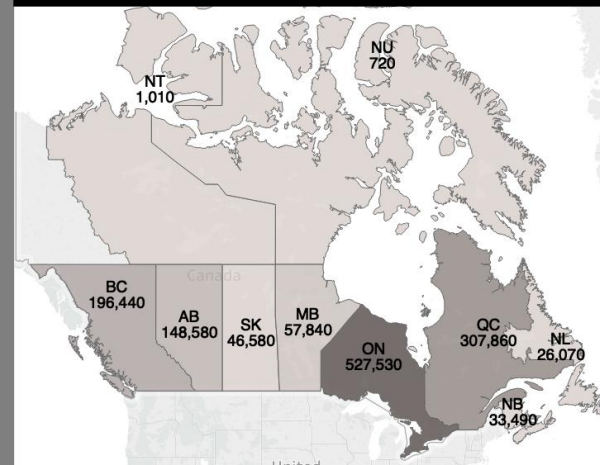 NU
720
NT
1,010
Canada
BC
196,440
AB
148,580
SK
46,580
MB
57,840
ON
527,530
QC
307,860
NL
26,070
NB
33,490
United